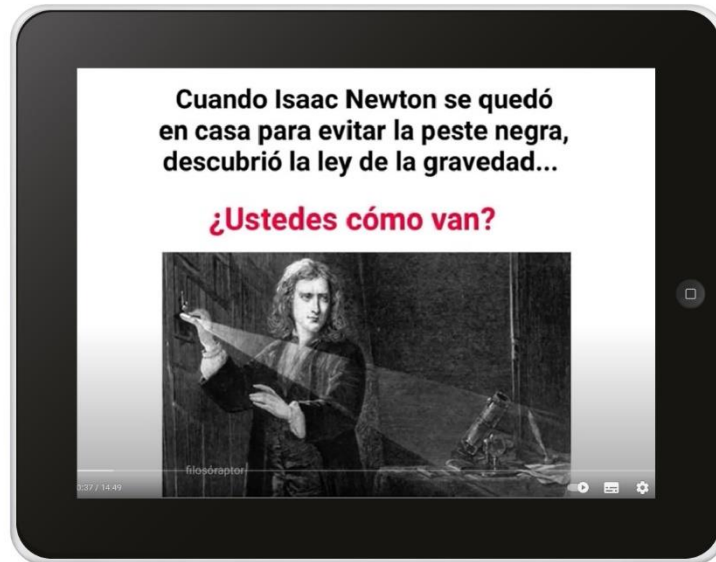 Cuando Isaac Newton se quedó
en casa para evitar la peste negra,
descubrió la ley de la gravedad...
¿Ustedes cómo van?
filosóraptor
0:37 / 14:49